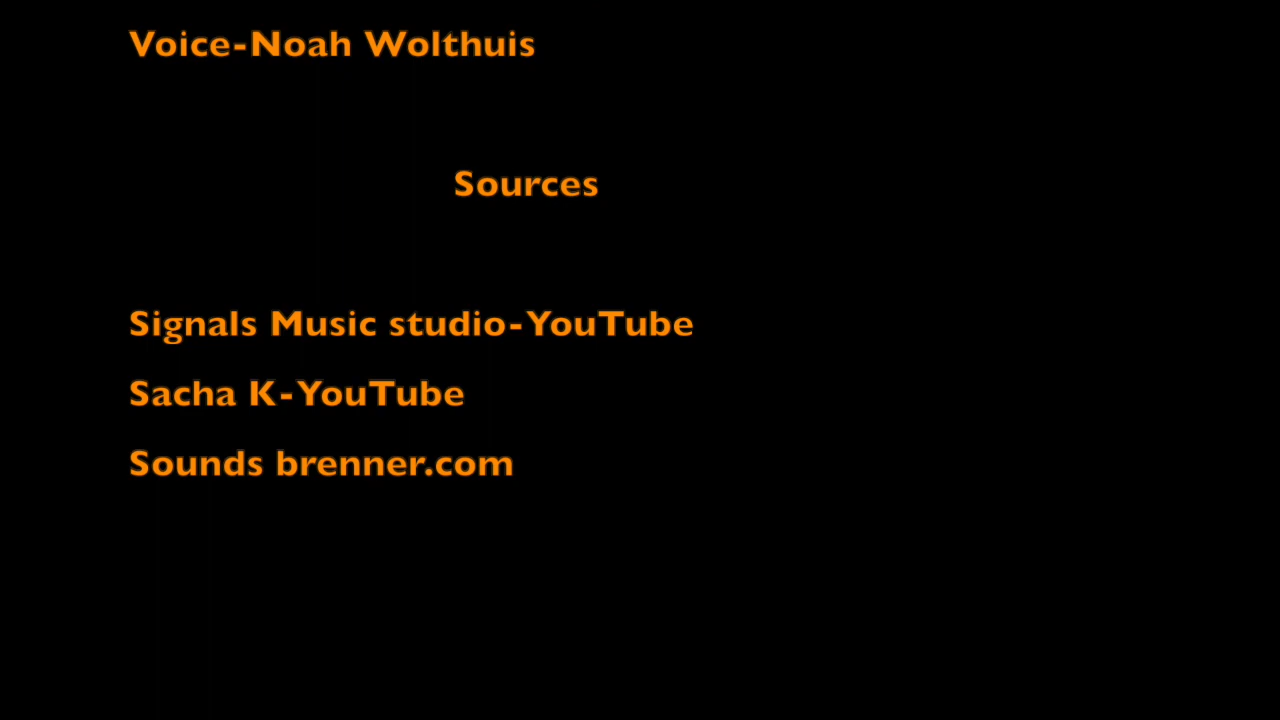 Voice-Noah Wolthuis
Sources
Signals Music studio-YouTube
Sacha K-YouTube
Sounds brenner.com